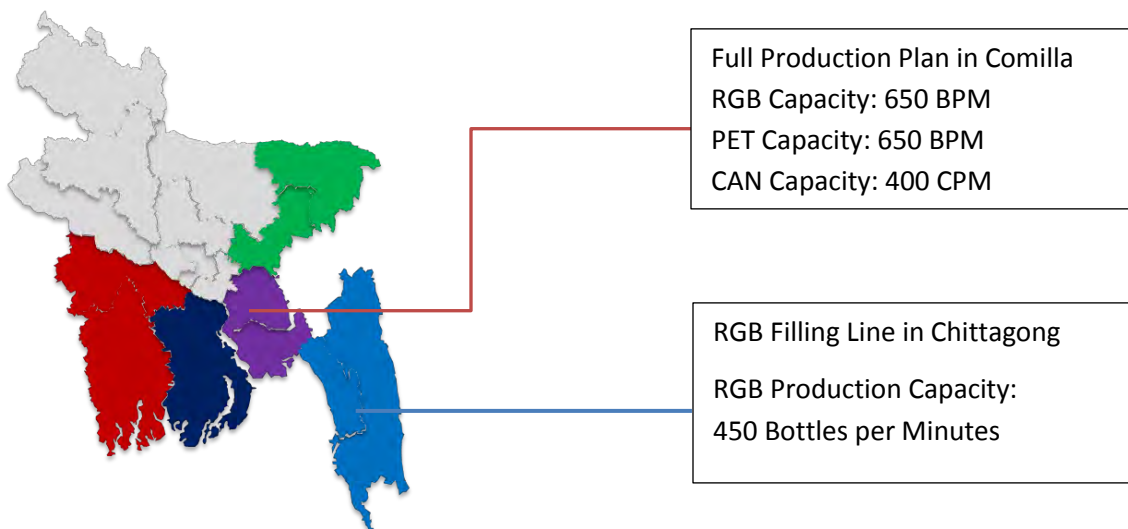 Full Production Plan in Comilla
RGB Capacity: 650 BPM
PET Capacity: 650 BPM
CAN Capacity: 400 CPM
RGB Filling Line in Chittagong
RGB Production Capacity:
450 Bottles per Minutes